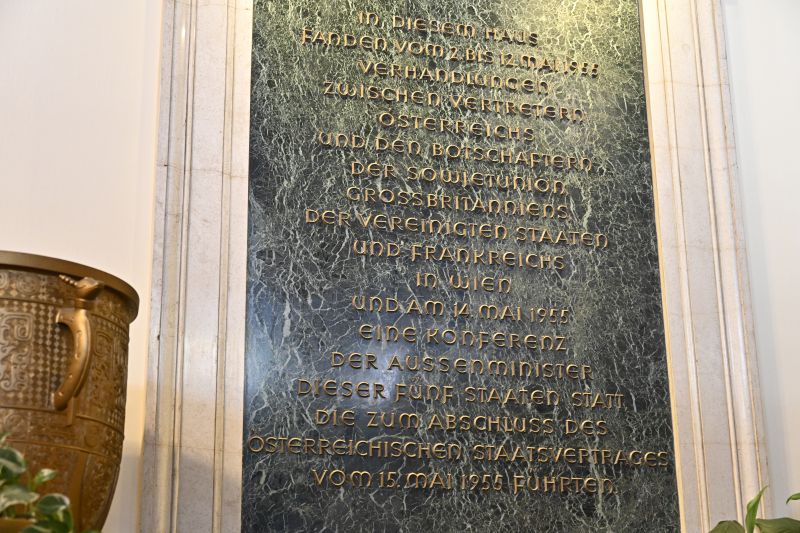 IN DIESEM HAUS
FANDEN VOM 2. BIS 12. MAI 1955
VERHANDLUNGEN
ZWISCHEN VERTRETERN
ÖSTERREICHS
UND DEN BOTSCHAFTERN
DER SOWJETUNION
GROSSBRITANNIENS
DER VEREINIGTEN STAATEN
UND FRANKREICHS
IN WIEN
UND AM 14. MAI 1955
EINE KONFERENZ
DER AUSSENMINISTER
DIESER FÜNF STAATEN STATT
DIE ZUM ABSCHLUSS DES
ÖSTERREICHISCHEN STAATSVERTRAGES
VOM 15. MAI 1955 FÜHRTEN